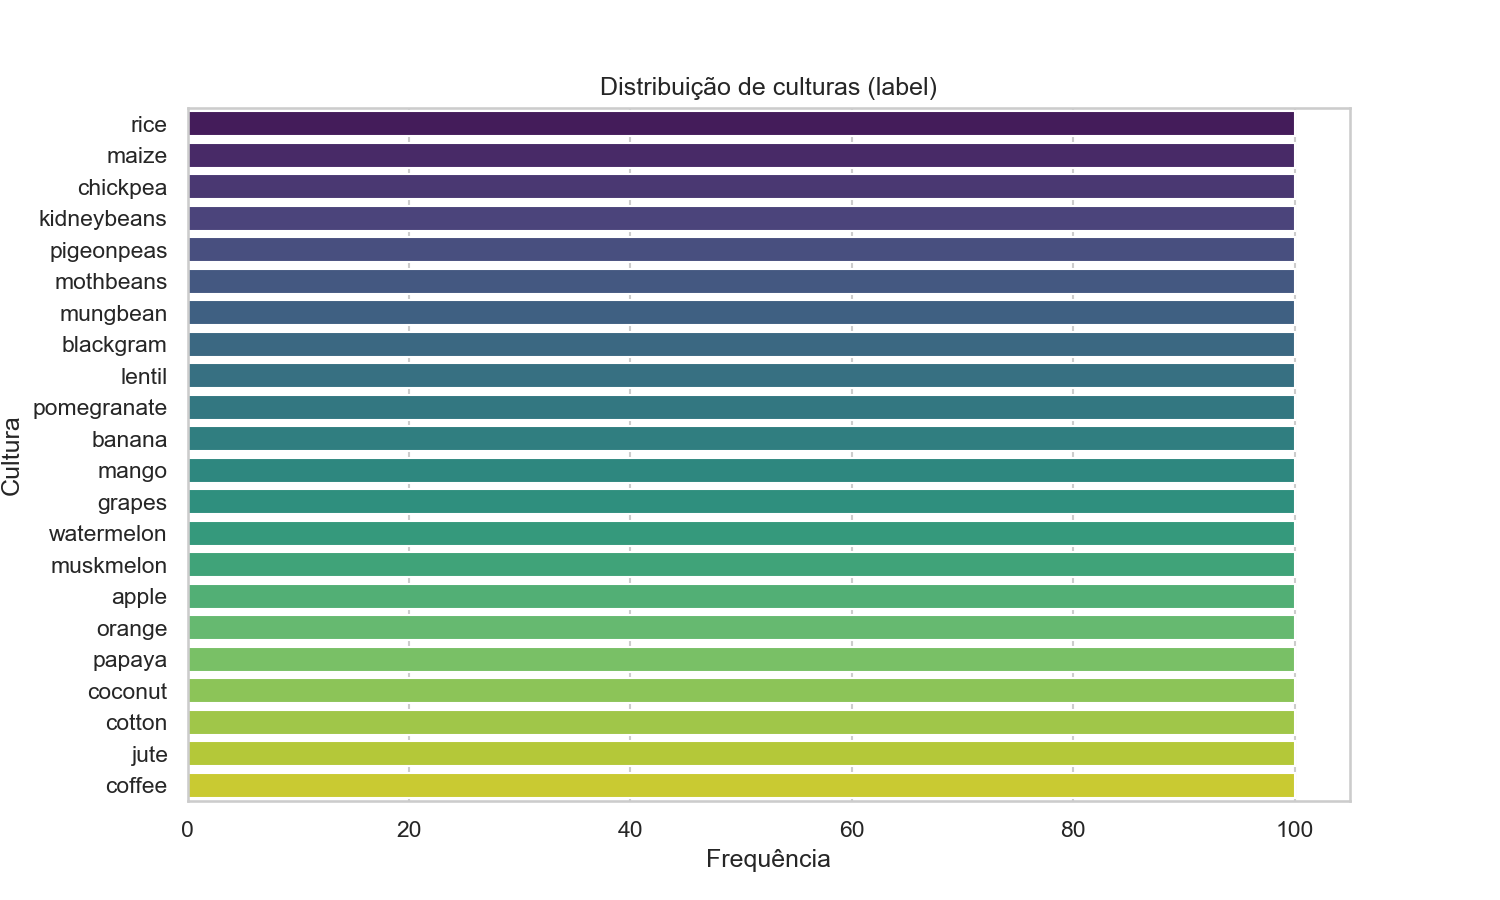 Distribuição de culturas (label)
rice
maize
chickpea
kidneybeans
pigeonpeas
mothbeans
mungbean
blackgram
lentil
pomegranate
banana
mango
grapes
watermelon
muskmelon
apple
orange
papaya
coconut
cotton
jute
coffee
Cultura
0 20 40 60 80 100
Frequência